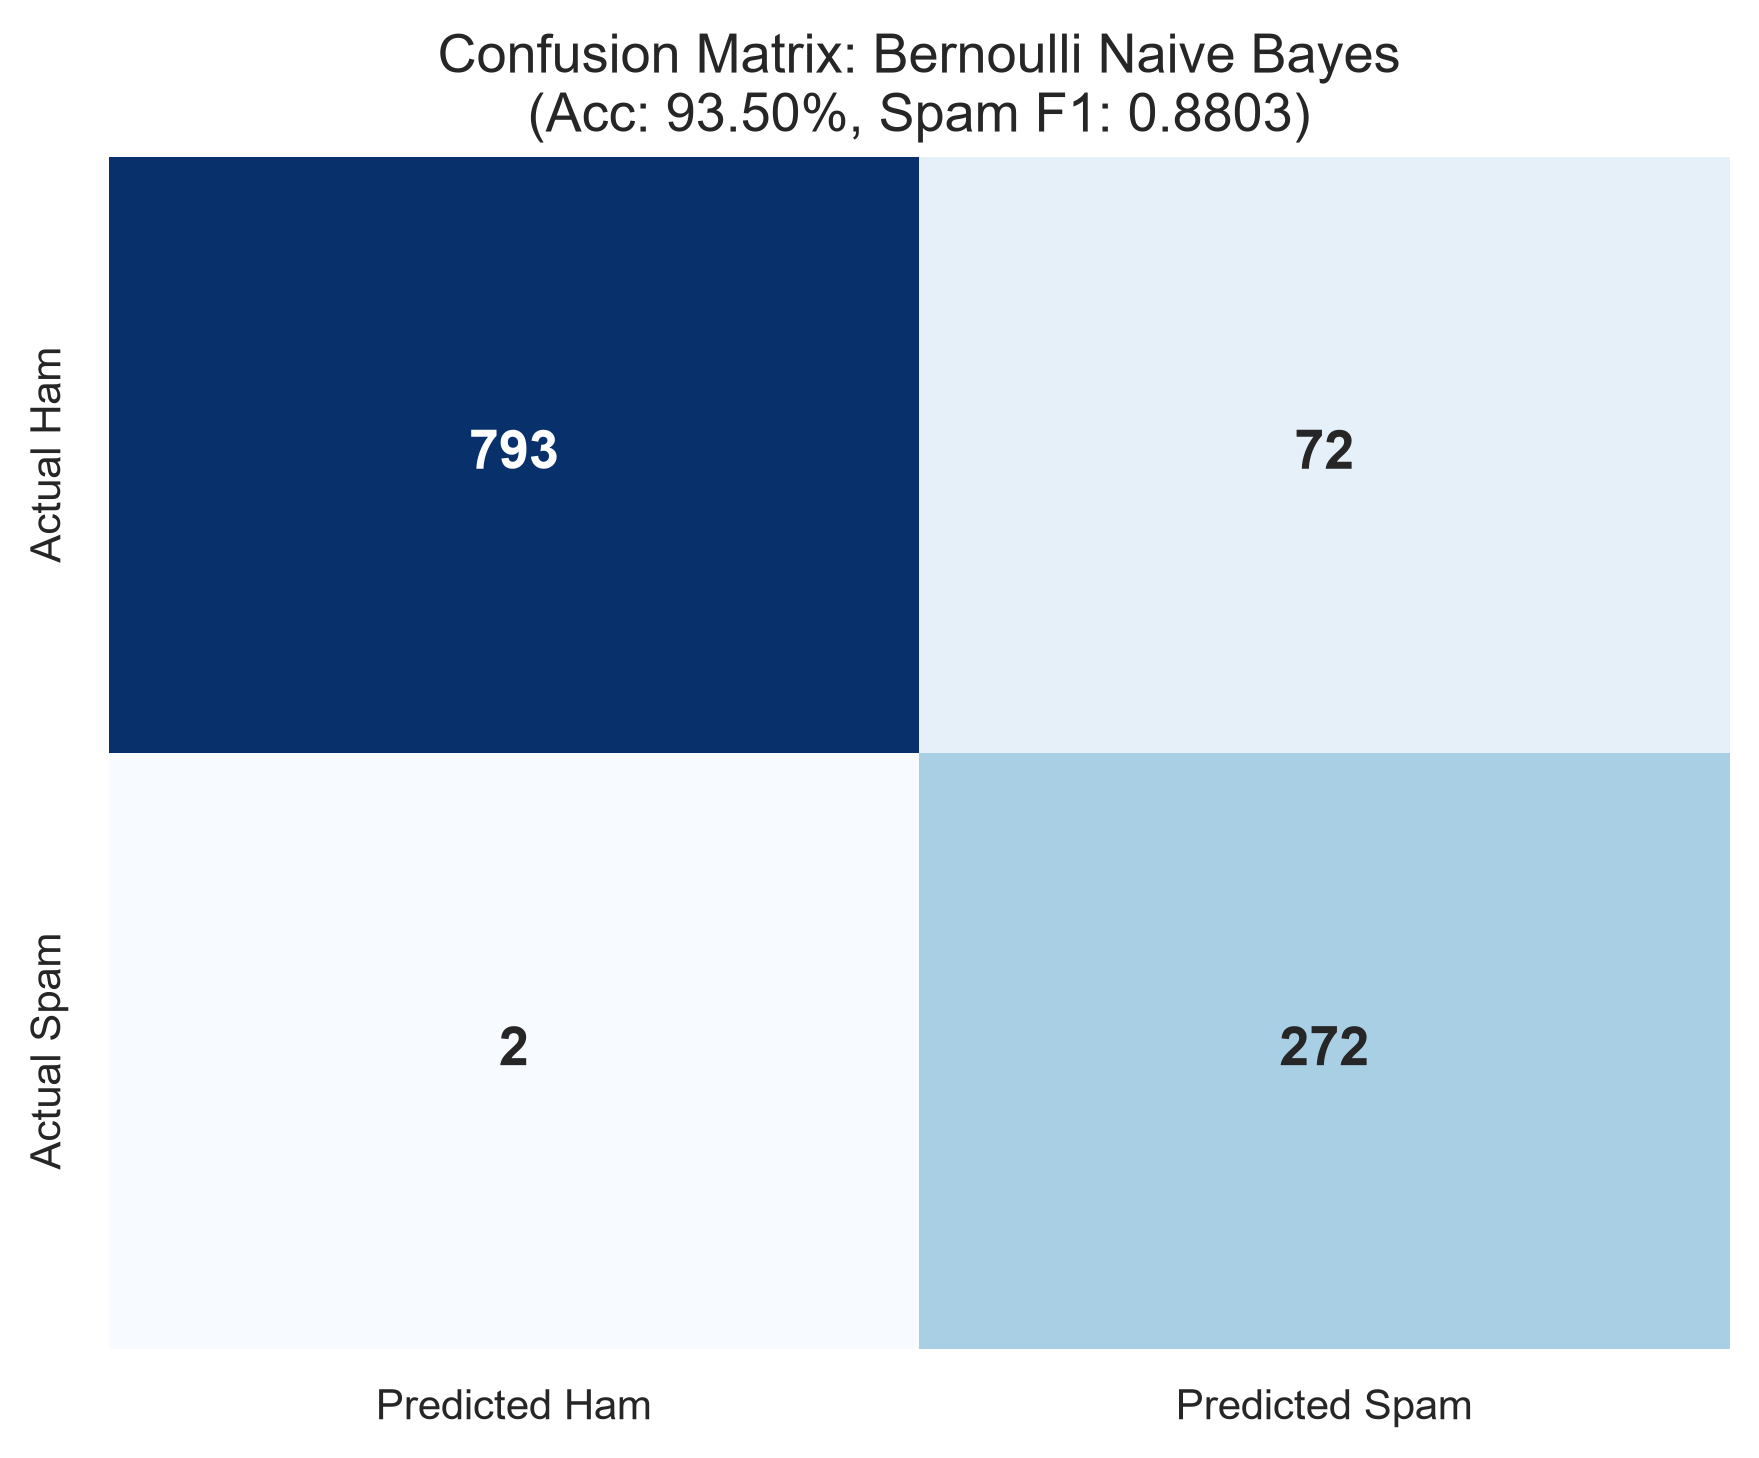 Confusion Matrix: Bernoulli Naive Bayes
(Acc: 93.50%, Spam F1: 0.8803)
Actual Ham
793
72
Actual Spam
2
272
Predicted Ham
Predicted Spam